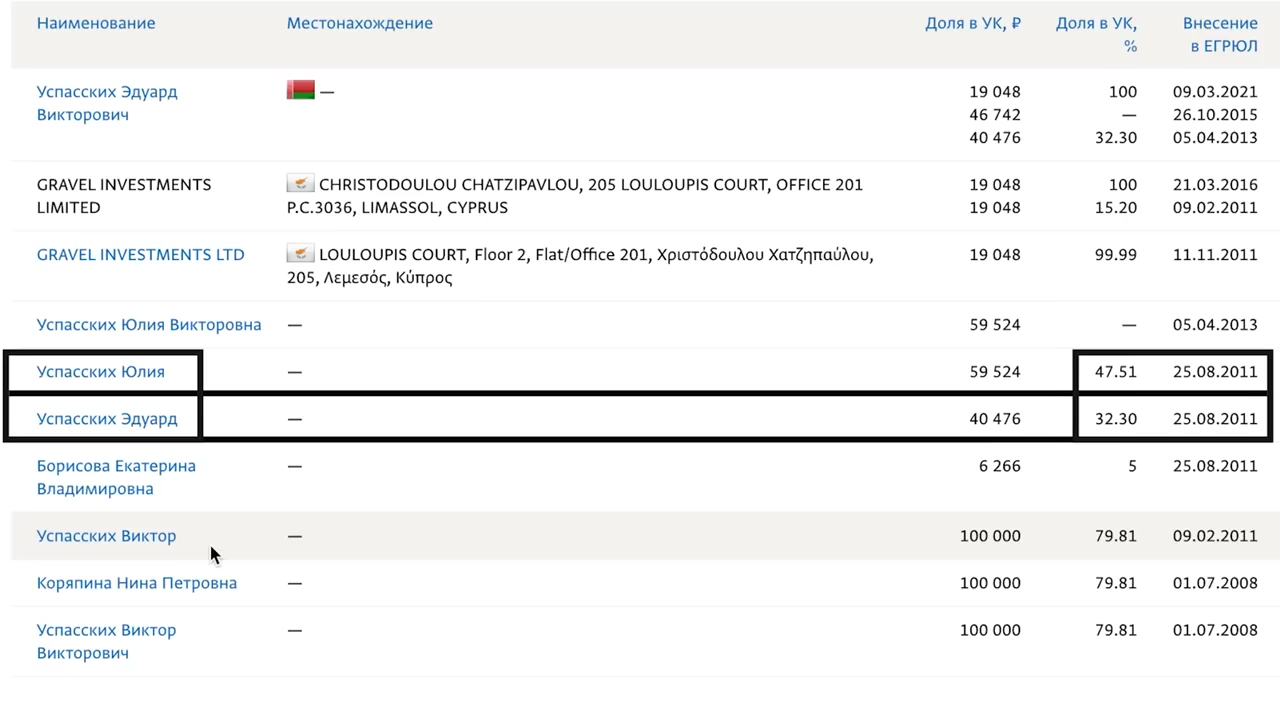 Наименование Местонахождение Доля в УК, ₽ Доля в УК, % Внесение в ЕГРЮЛ
Успасских Эдуард — 19 048 100 09.03.2021
Викторович 46 742 — 26.10.2015
40 476 32.30 05.04.2013
GRAVEL INVESTMENTS CHRISTODOULOU CHATZIPAVLOU, 205 LOULOUPIS COURT, OFFICE 201 19 048 100 21.03.2016
LIMITED P.C.3036, LIMASSOL, CYPRUS 19 048 15.20 09.02.2011
GRAVEL INVESTMENTS LTD LOULOUPIS COURT, Floor 2, Flat/Office 201, Χριστόδουλου Χατζηπαύλου, 19 048 99.99 11.11.2011
205, Λεμεσός, Κύπρος
Успасских Юлия Викторовна — 59 524 — 05.04.2013
Успасских Юлия — 59 524 47.51 25.08.2011
Успасских Эдуард — 40 476 32.30 25.08.2011
Борисова Екатерина — 6 266 5 25.08.2011
Владимировна
Успасских Виктор — 100 000 79.81 09.02.2011
Коряпина Нина Петровна — 100 000 79.81 01.07.2008
Успасских Виктор — 100 000 79.81 01.07.2008
Викторович